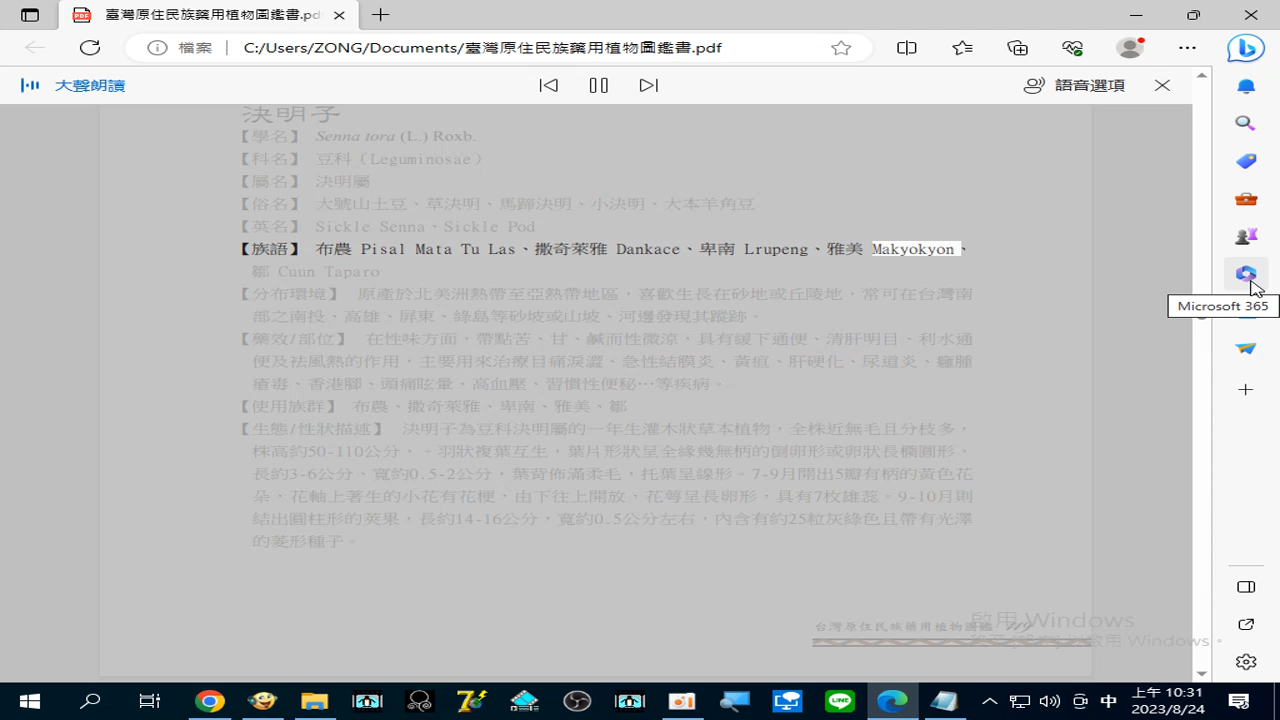 臺灣原住民族藥用植物圖鑑書.pdf
檔案 C:/Users/ZONG/Documents/臺灣原住民族藥用植物圖鑑書.pdf
大聲朗讀
語音選項
決明子
【學名】 Senna tora (L.) Roxb.
【科名】 豆科（Leguminosae）
【屬名】 決明屬
【俗名】 大號山土豆、草決明、馬蹄決明、小決明、大本羊角豆
【英名】 Sickle Senna、Sickle Pod
【族語】 布農 Pisal Mata Tu Las、撒奇萊雅 Dankace、卑南 Lrupeng、雅美 Makyokyon、
鄒 Cuun Taparo
【分布環境】 原產於北美洲熱帶至亞熱帶地區，喜歡生長在砂地或丘陵地，常可在台灣南
部之南投、高雄、屏東、綠島等砂坡或山坡、河邊發現其蹤跡。
【藥效/部位】 在性味方面，帶點苦、甘、鹹而性微涼，具有緩下通便、清肝明目、利水通
便及祛風熱的作用，主要用來治療目痛淚澀、急性結膜炎、黃疸、肝硬化、尿道炎、癰腫
瘡毒、香港腳、頭痛眩暈、高血壓、習慣性便秘…等疾病。
【使用族群】 布農、撒奇萊雅、卑南、雅美、鄒
【生態/性狀描述】 決明子為豆科決明屬的一年生灌木狀草本植物，全株近無毛且分枝多，
株高約50-110公分，。羽狀複葉互生，葉片形狀呈全緣幾無柄的倒卵形或卵狀長橢圓形，
長約3-6公分、寬約0.5-2公分，葉背佈滿柔毛，托葉呈線形。7-9月開出5瓣有柄的黃色花
朵，花軸上著生的小花有花梗，由下往上開放，花萼呈長卵形，具有7枚雄蕊。9-10月則
結出圓柱形的莢果，長約14-16公分，寬約0.5公分左右，內含有約25粒灰綠色且帶有光澤
的菱形種子。
Microsoft 365
台灣原住民族藥用植物圖鑑
啟用 Windows
移至 [設定] 以啟用 Windows。
中
上午 10:31
2023/8/24